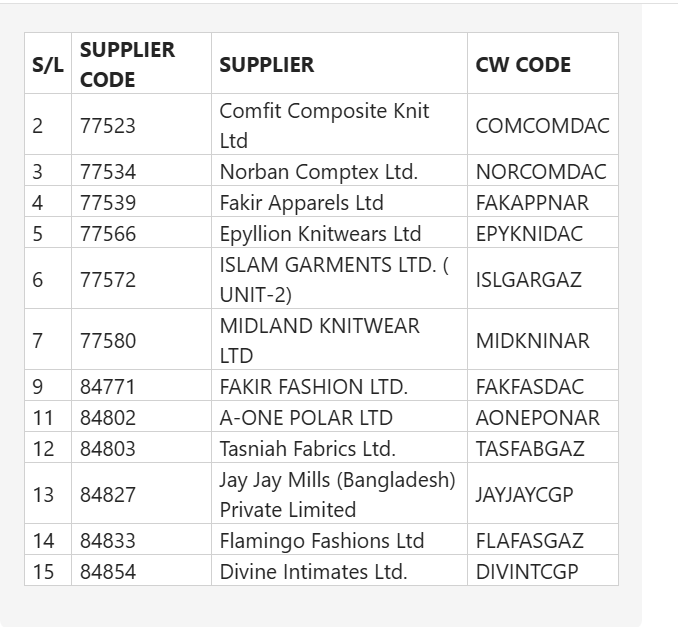 S/L SUPPLIER CODE SUPPLIER CW CODE
2 77523 Comfit Composite Knit Ltd COMCOMDAC
3 77534 Norban Comptex Ltd. NORCOMDAC
4 77539 Fakir Apparels Ltd FAKAPPNAR
5 77566 Epyllion Knitwears Ltd EPYKNIDAC
6 77572 ISLAM GARMENTS LTD. ( UNIT-2) ISLGARGAZ
7 77580 MIDLAND KNITWEAR LTD MIDKNINAR
9 84771 FAKIR FASHION LTD. FAKFASDAC
11 84802 A-ONE POLAR LTD AONEPONAR
12 84803 Tasniah Fabrics Ltd. TASFABGAZ
13 84827 Jay Jay Mills (Bangladesh) Private Limited JAYJAYCGP
14 84833 Flamingo Fashions Ltd FLAFASGAZ
15 84854 Divine Intimates Ltd. DIVINTCGP